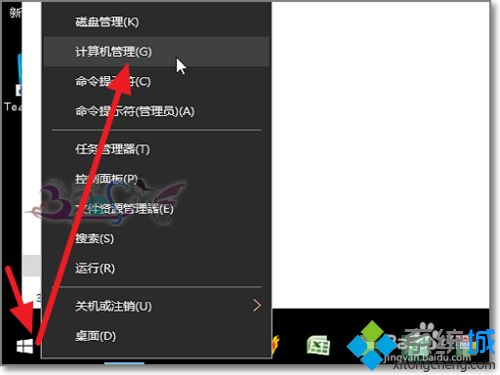 新
磁盘管理(K)
计算机管理(G)
命令提示符(C)
命令提示符(管理员)(A)
Tea
任务管理器(T)
控制面板(P)
文件资源管理器(E)
搜索(S)
运行(R)
关机或注销(U)
桌面(D)
系统城
jingyan.baidu.com
xitongcheng.com